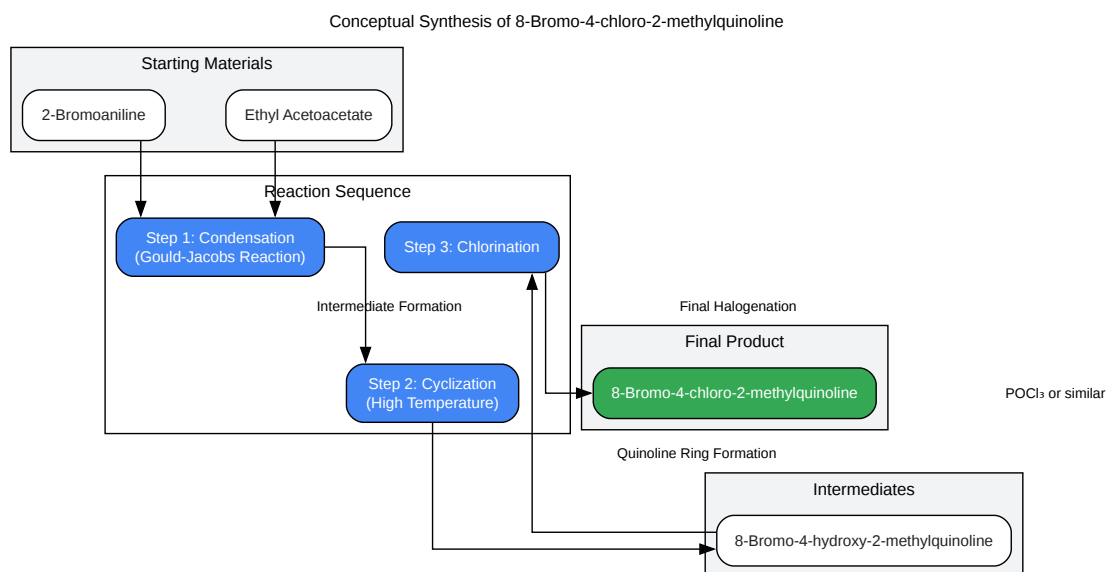 Conceptual Synthesis of 8-Bromo-4-chloro-2-methylquinoline
Starting Materials
2-Bromoaniline
Ethyl Acetoacetate
Reaction Sequence
Step 1: Condensation
(Gould-Jacobs Reaction)
Step 3: Chlorination
Intermediate Formation
Final Halogenation
Final Product
Step 2: Cyclization
(High Temperature)
8-Bromo-4-chloro-2-methylquinoline
POCl₃ or similar
Quinoline Ring Formation
Intermediates
8-Bromo-4-hydroxy-2-methylquinoline